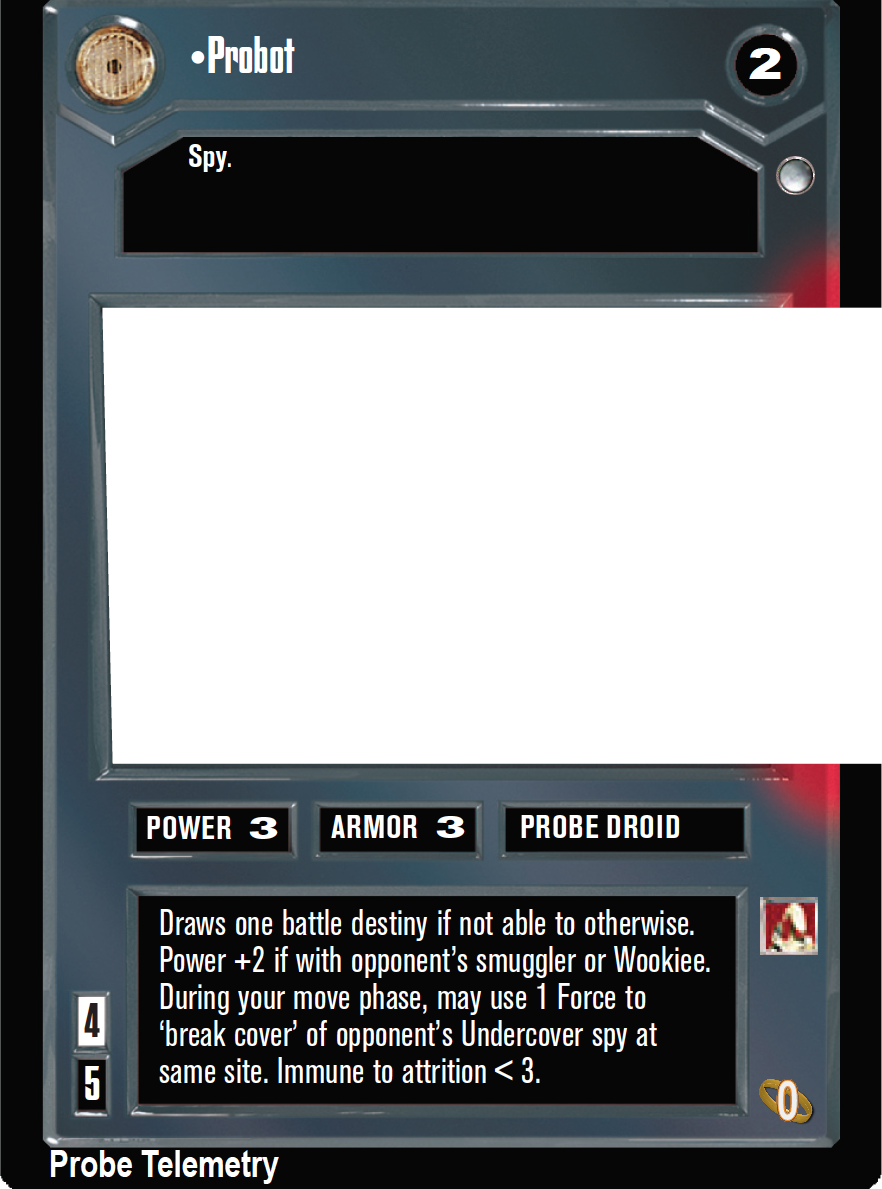 •Probot
2
Spy.
POWER 3
ARMOR 3
PROBE DROID
Draws one battle destiny if not able to otherwise.
Power +2 if with opponent’s smuggler or Wookiee.
During your move phase, may use 1 Force to
‘break cover’ of opponent’s Undercover spy at
same site. Immune to attrition < 3.
4
5
0
Probe Telemetry